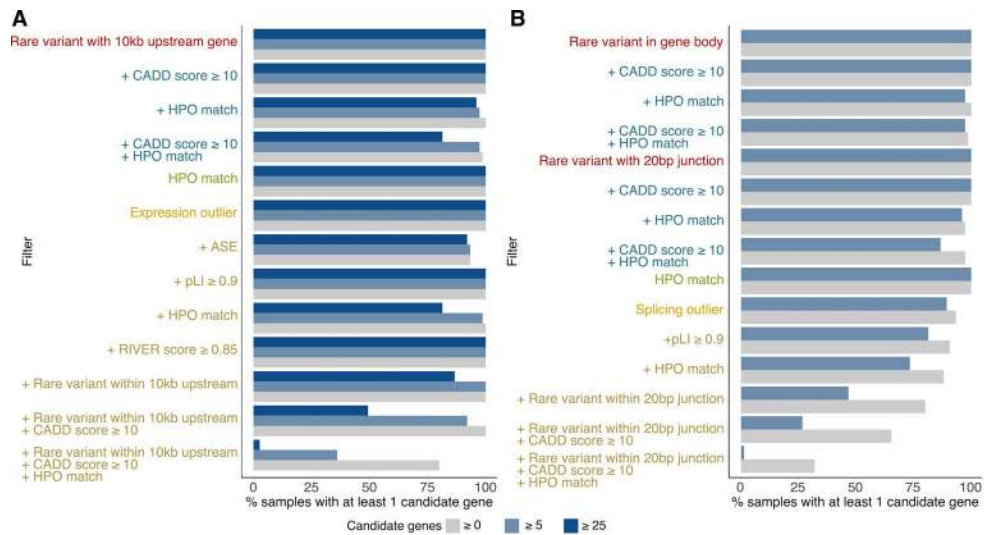 A
Rare variant with 10kb upstream gene
+ CADD score ≥ 10
+ HPO match
+ CADD score ≥ 10
+ HPO match
HPO match
Expression outlier
+ ASE
+ pLI ≥ 0.9
+ HPO match
+ RIVER score ≥ 0.85
+ Rare variant within 10kb upstream
+ Rare variant within 10kb upstream
+ CADD score ≥ 10
+ Rare variant within 10kb upstream
+ CADD score ≥ 10
+ HPO match
Filter
0 25 50 75 100
% samples with at least 1 candidate gene
B
Rare variant in gene body
+ CADD score ≥ 10
+ HPO match
+ CADD score ≥ 10
+ HPO match
Rare variant with 20bp junction
+ CADD score ≥ 10
+ HPO match
+ CADD score ≥ 10
+ HPO match
HPO match
Splicing outlier
+pLI ≥ 0.9
+ HPO match
+ Rare variant within 20bp junction
+ Rare variant within 20bp junction
+ CADD score ≥ 10
+ Rare variant within 20bp junction
+ CADD score ≥ 10
+ HPO match
Filter
0 25 50 75 100
% samples with at least 1 candidate gene
Candidate genes ≥ 0 ≥ 5 ≥ 25